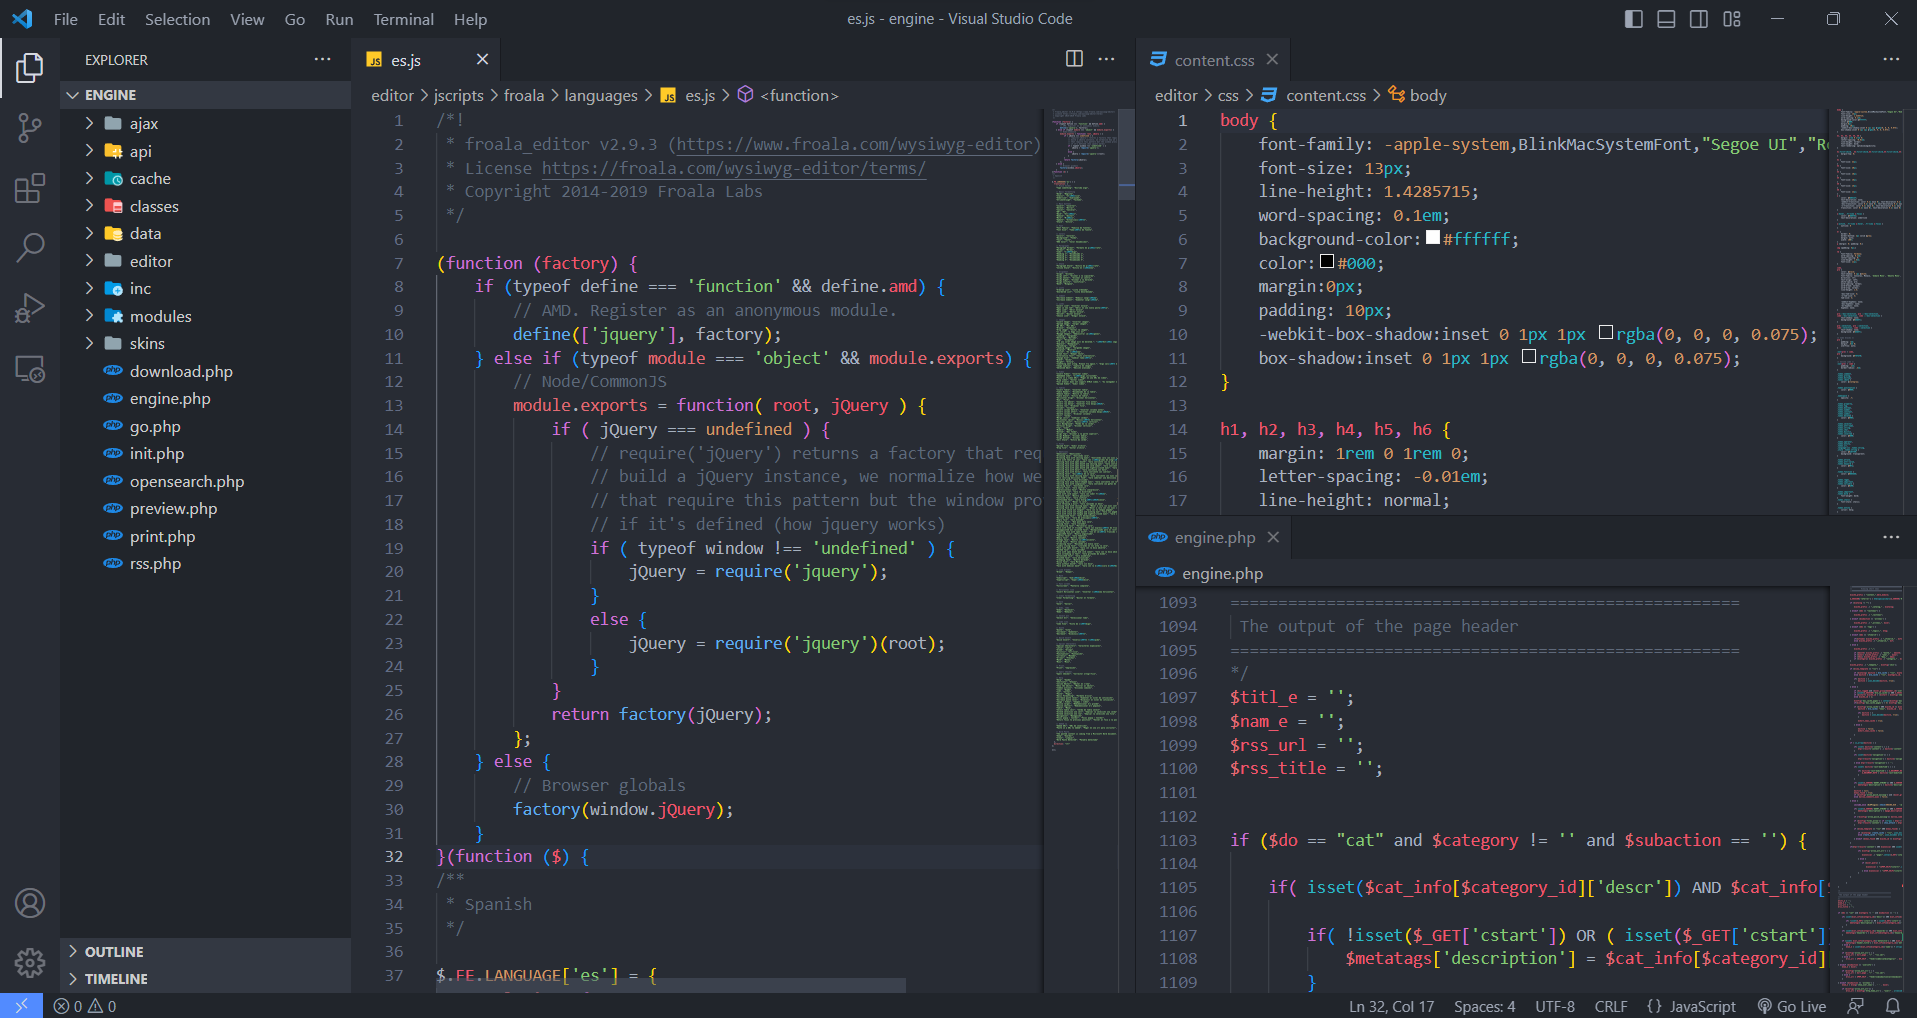 File Edit Selection View Go Run Terminal Help
es.js - engine - Visual Studio Code
EXPLORER
ENGINE
ajax
api
cache
classes
data
editor
inc
modules
skins
download.php
engine.php
go.php
init.php
opensearch.php
preview.php
print.php
rss.php
OUTLINE
TIMELINE
JS es.js
editor > jscripts > froala > languages > JS es.js > <function>
1 /*!
2 * froala_editor v2.9.3 (https://www.froala.com/wysiwyg-editor)
3 * License https://froala.com/wysiwyg-editor/terms/
4 * Copyright 2014-2019 Froala Labs
5 */
6
7 (function (factory) {
8 if (typeof define === 'function' && define.amd) {
9 // AMD. Register as an anonymous module.
10 define(['jquery'], factory);
11 } else if (typeof module === 'object' && module.exports) {
12 // Node/CommonJS
13 module.exports = function( root, jQuery ) {
14 if ( jQuery === undefined ) {
15 // require('jQuery') returns a factory that req
16 // build a jQuery instance, we normalize how we
17 // that require this pattern but the window pro
18 // if it's defined (how jquery works)
19 if ( typeof window !== 'undefined' ) {
20 jQuery = require('jquery');
21 }
22 else {
23 jQuery = require('jquery')(root);
24 }
25 }
26 return factory(jQuery);
27 };
28 } else {
29 // Browser globals
30 factory(window.jQuery);
31 }
32 }(function ($) {
33 /**
34 * Spanish
35 */
36
37 $.FE.LANGUAGE['es'] = {
content.css
editor > css > content.css > body
1 body {
2 font-family: -apple-system,BlinkMacSystemFont,"Segoe UI","Ro
3 font-size: 13px;
4 line-height: 1.4285715;
5 word-spacing: 0.1em;
6 background-color: #ffffff;
7 color: #000;
8 margin:0px;
9 padding: 10px;
10 -webkit-box-shadow:inset 0 1px 1px rgba(0, 0, 0, 0.075);
11 box-shadow:inset 0 1px 1px rgba(0, 0, 0, 0.075);
12 }
13
14 h1, h2, h3, h4, h5, h6 {
15 margin: 1rem 0 1rem 0;
16 letter-spacing: -0.01em;
17 line-height: normal;
php engine.php
php engine.php
1093 =====================================================
1094 The output of the page header
1095 =====================================================
1096 */
1097 $titl_e = '';
1098 $nam_e = '';
1099 $rss_url = '';
1100 $rss_title = '';
1101
1102
1103 if ($do == "cat" and $category != '' and $subaction == '') {
1104
1105 if( isset($cat_info[$category_id]['descr']) AND $cat_info[
1106
1107 if( !isset($_GET['cstart']) OR ( isset($_GET['cstart']
1108 $metatags['description'] = $cat_info[$category_id]
1109 }
0 0
Ln 32, Col 17 Spaces: 4 UTF-8 CRLF {} JavaScript Go Live